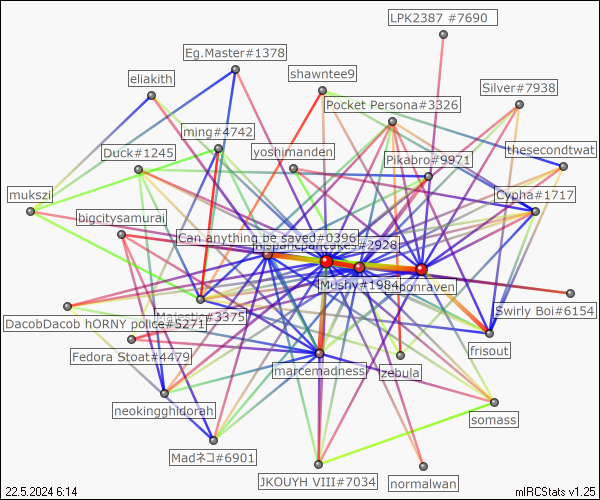 LPK2387 #7690
Eg.Master#1378
shawntee9
eliakith
Silver#7938
Pocket Persona#3326
ming#4742
thesecondtwat
Duck#1245
yoshimanden
Pikabro#9971
mukszi
Cypha#1717
bigcitysamurai
Can anything be saved#0396
hispanicpancakes#2928
Mushy#1984
bonraven
Majestic#3375
Swirly Boi#6154
DacobDacob hORNY police#5271
Fedora Stoat#4479
frisout
marcemadness
zebula
neokingghidorah
somass
Madネコ#6901
JKOUYH VIII#7034
normalwan
22.5.2024 6:14
mIRCStats v1.25